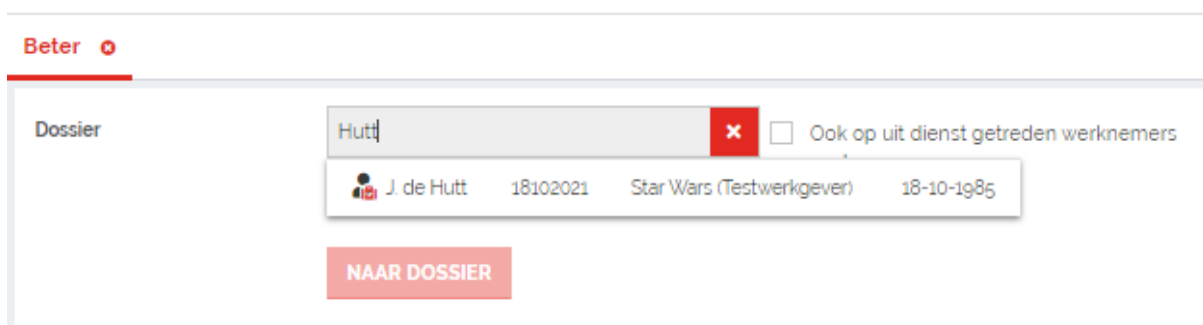 Beter
Dossier
Hutt
Ook op uit dienst getreden werknemers
J. de Hutt 18102021 Star Wars (Testwerkgever) 18-10-1985
NAAR DOSSIER